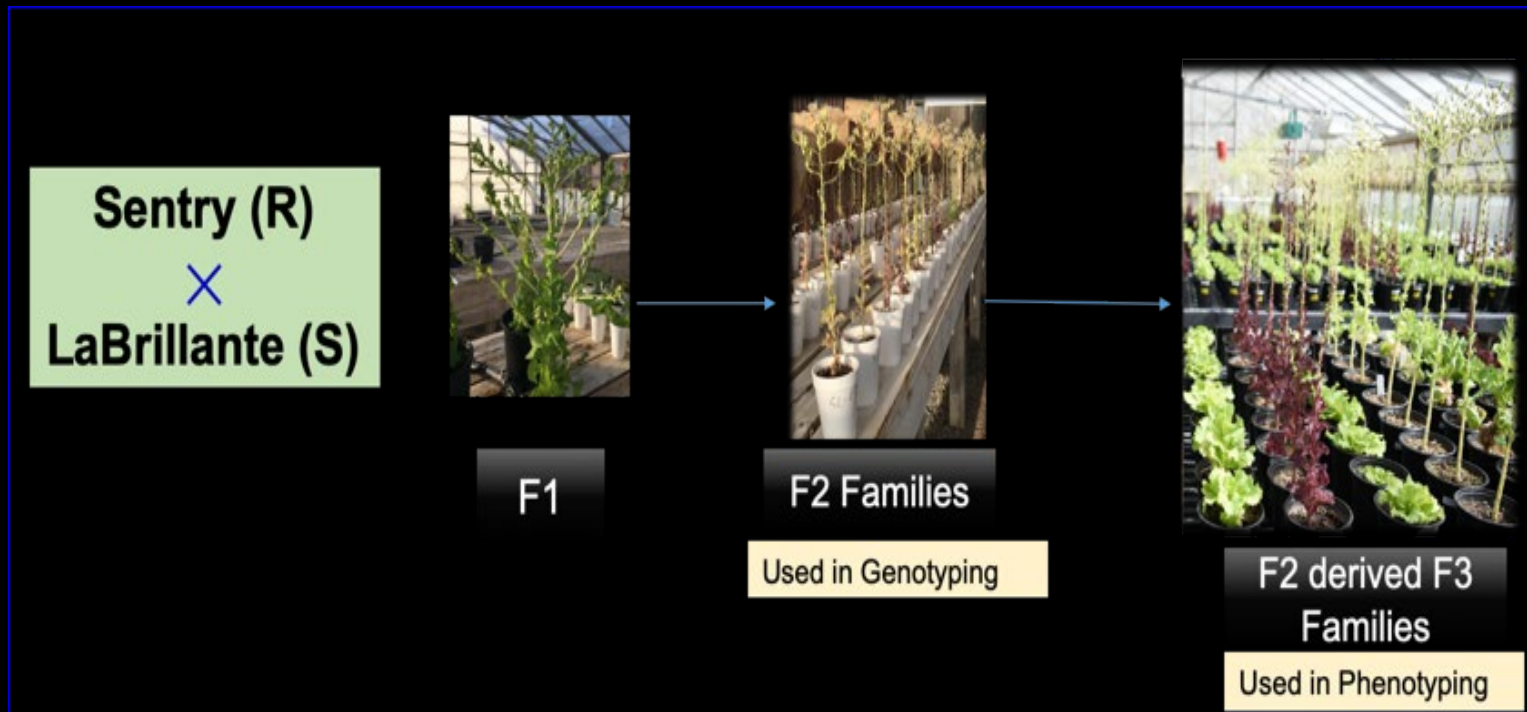 Sentry (R)
×
LaBrillante (S)
F1
F2 Families
Used in Genotyping
F2 derived F3
Families
Used in Phenotyping